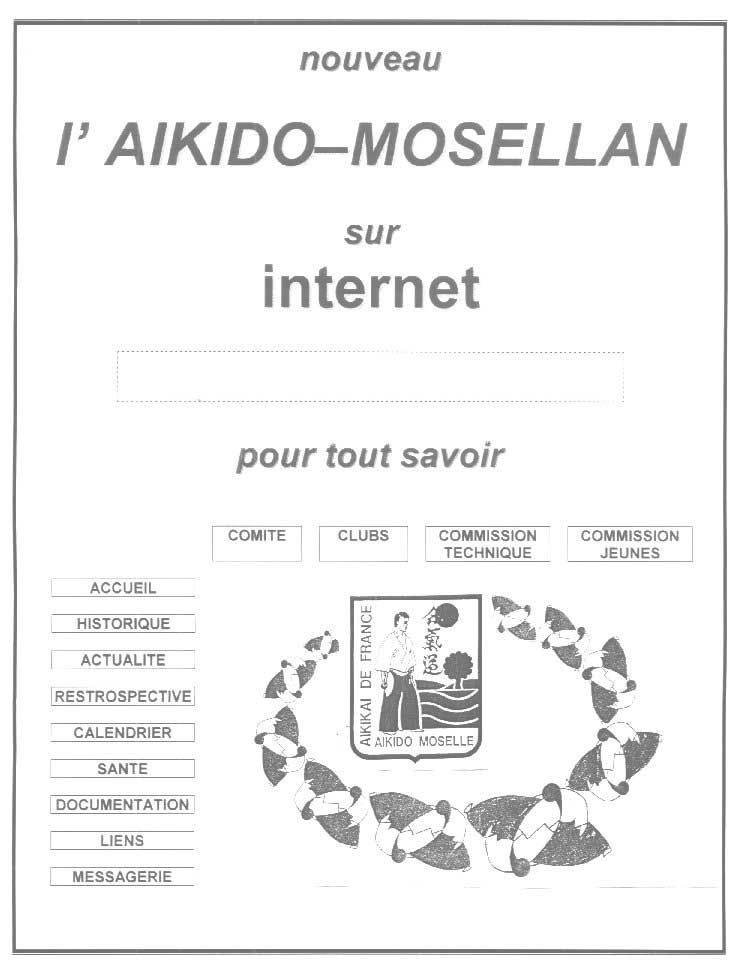 nouveau
l' AIKIDO–MOSELLAN
sur
internet
pour tout savoir
COMITE
CLUBS
COMMISSION
TECHNIQUE
COMMISSION
JEUNES
ACCUEIL
HISTORIQUE
ACTUALITE
RESTROSPECTIVE
CALENDRIER
SANTE
DOCUMENTATION
LIENS
MESSAGERIE
AIKIKAI DE FRANCE
AIKIDO MOSELLE